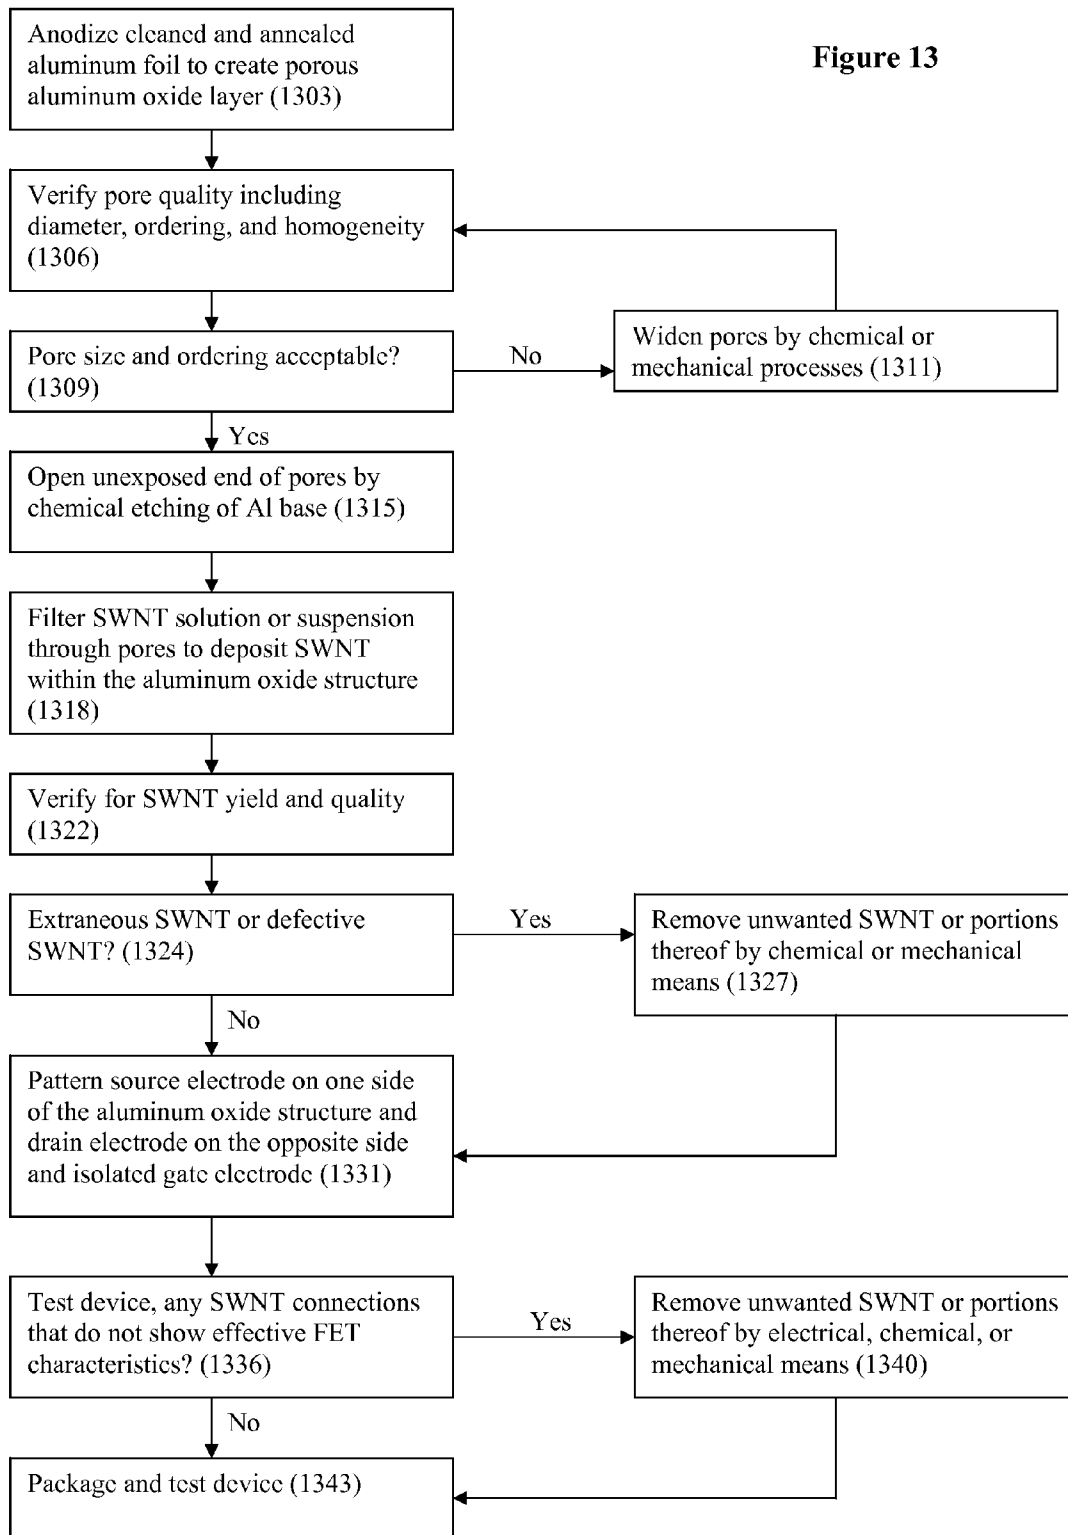 Figure 13
Anodize cleaned and annealed
aluminum foil to create porous
aluminum oxide layer (1303)
Verify pore quality including
diameter, ordering, and homogeneity
(1306)
Pore size and ordering acceptable?
(1309)
No
Widen pores by chemical or
mechanical processes (1311)
Yes
Open unexposed end of pores by
chemical etching of Al base (1315)
Filter SWNT solution or suspension
through pores to deposit SWNT
within the aluminum oxide structure
(1318)
Verify for SWNT yield and quality
(1322)
Extraneous SWNT or defective
SWNT? (1324)
Yes
Remove unwanted SWNT or portions
thereof by chemical or mechanical
means (1327)
No
Pattern source electrode on one side
of the aluminum oxide structure and
drain electrode on the opposite side
and isolated gate electrode (1331)
Test device, any SWNT connections
that do not show effective FET
characteristics? (1336)
Yes
Remove unwanted SWNT or portions
thereof by electrical, chemical, or
mechanical means (1340)
No
Package and test device (1343)